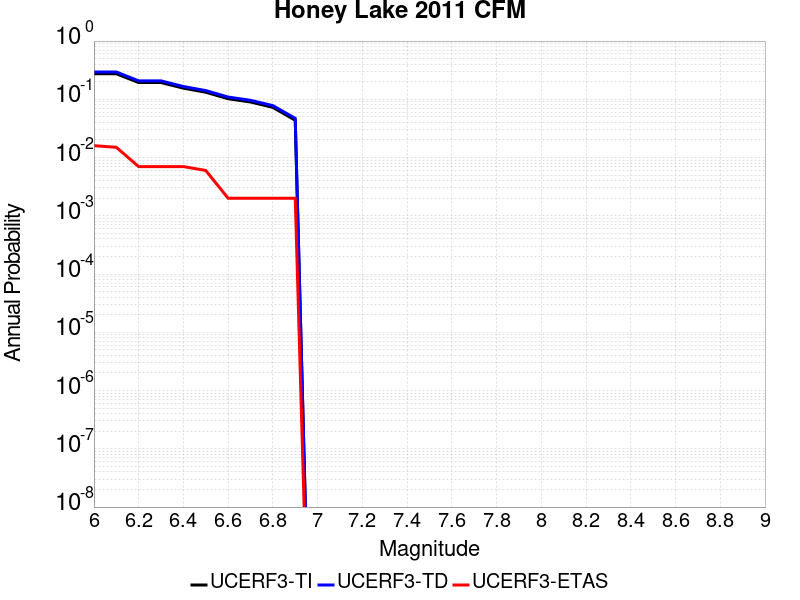 Honey Lake 2011 CFM
Annual Probability
10^0
10^-1
10^-2
10^-3
10^-4
10^-5
10^-6
10^-7
10^-8
6 6.2 6.4 6.6 6.8 7 7.2 7.4 7.6 7.8 8 8.2 8.4 8.6 8.8 9
Magnitude
UCERF3-TI UCERF3-TD UCERF3-ETAS